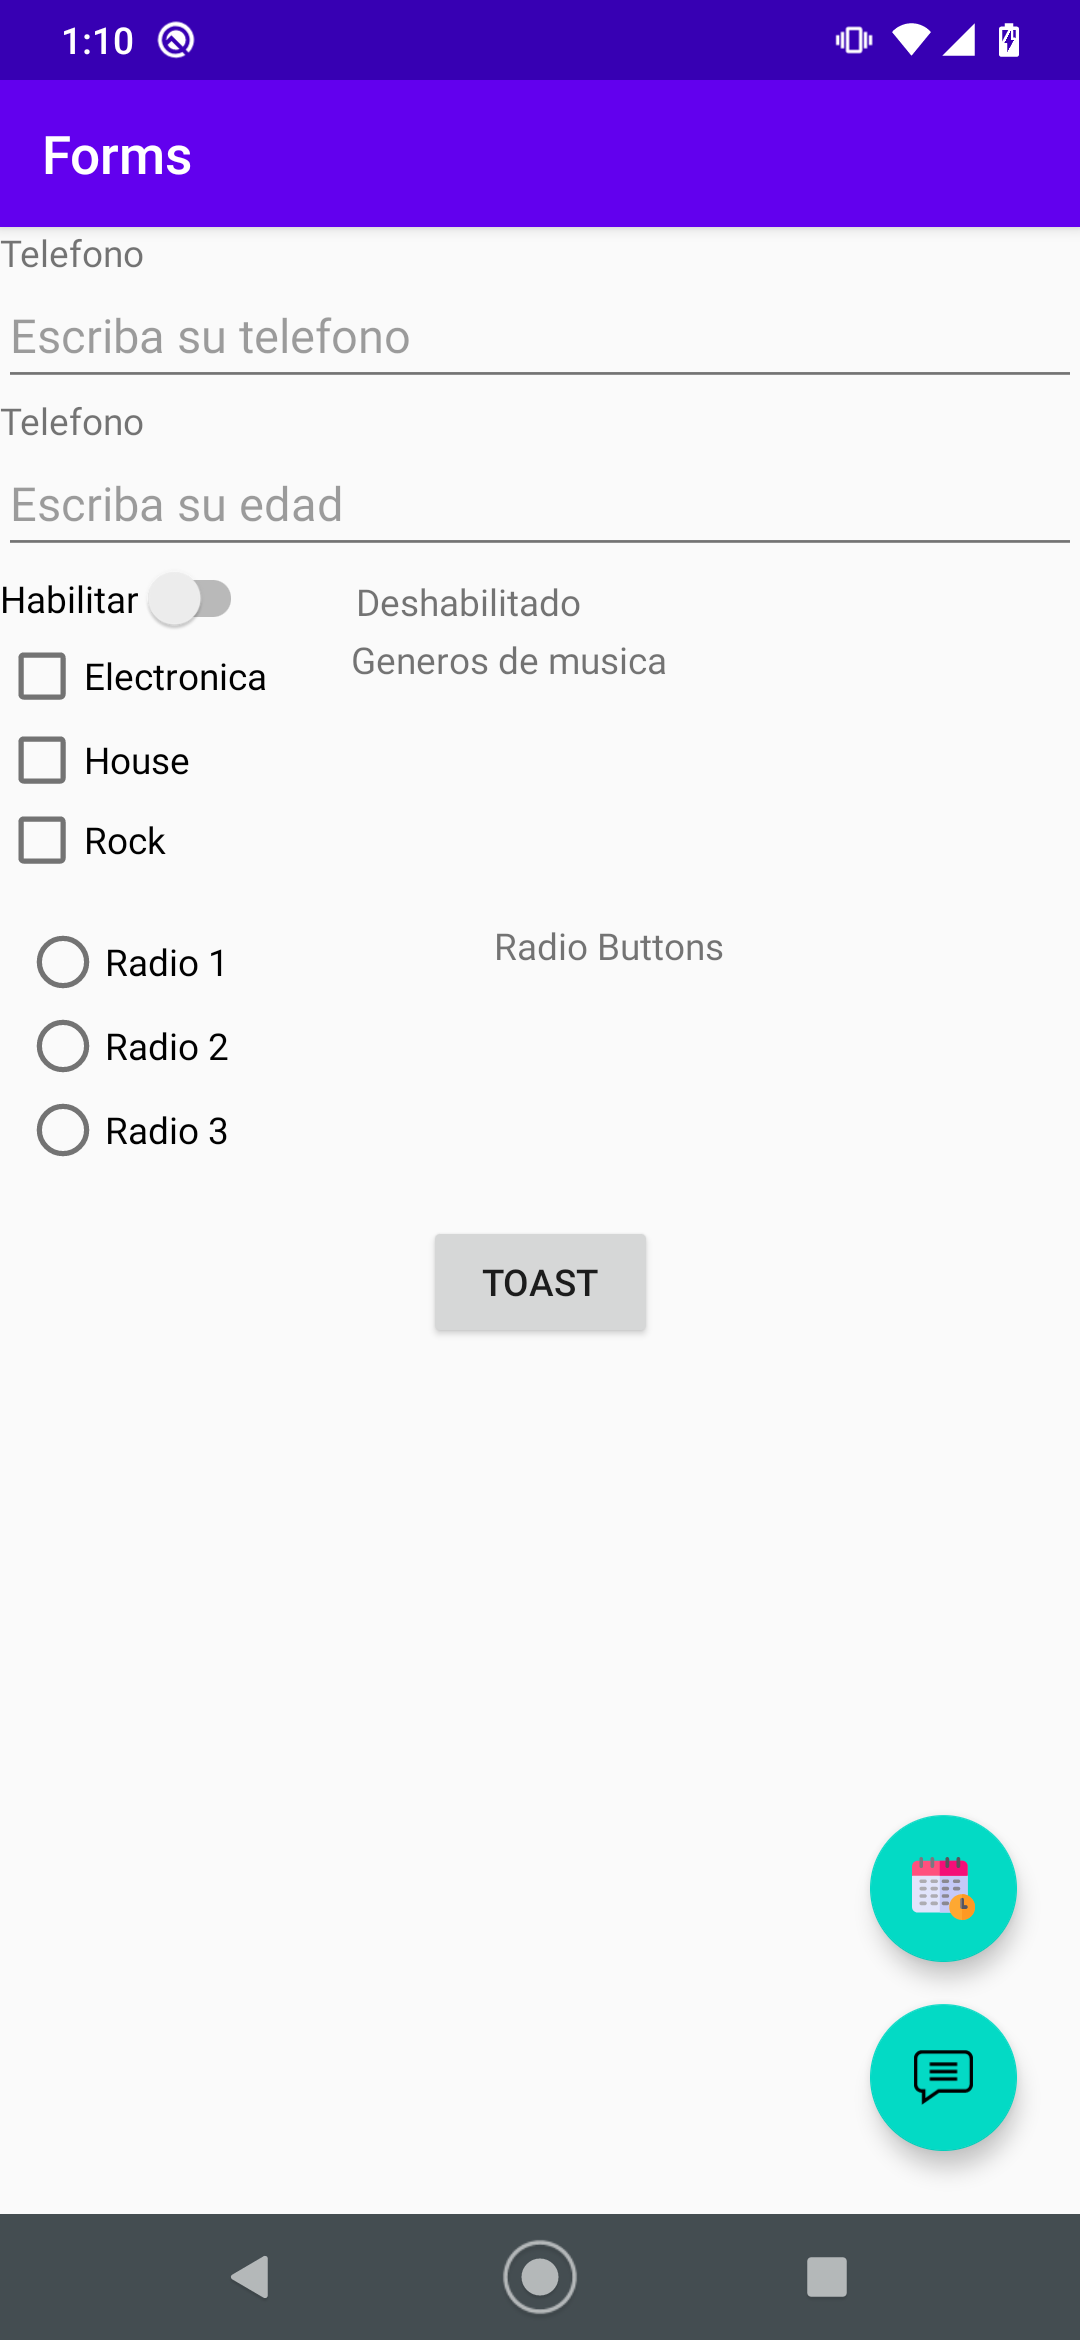 1:10
Forms
Telefono
Escriba su telefono
Telefono
Escriba su edad
Habilitar
Deshabilitado
Generos de musica
Electronica
House
Rock
Radio Buttons
Radio 1
Radio 2
Radio 3
TOAST